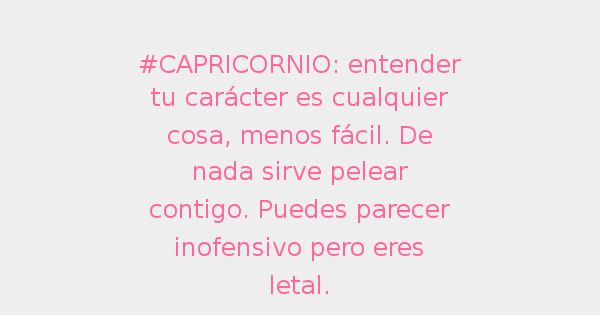 #CAPRICORNIO: entender
tu carácter es cualquier
cosa, menos fácil. De
nada sirve pelear
contigo. Puedes parecer
inofensivo pero eres
letal.